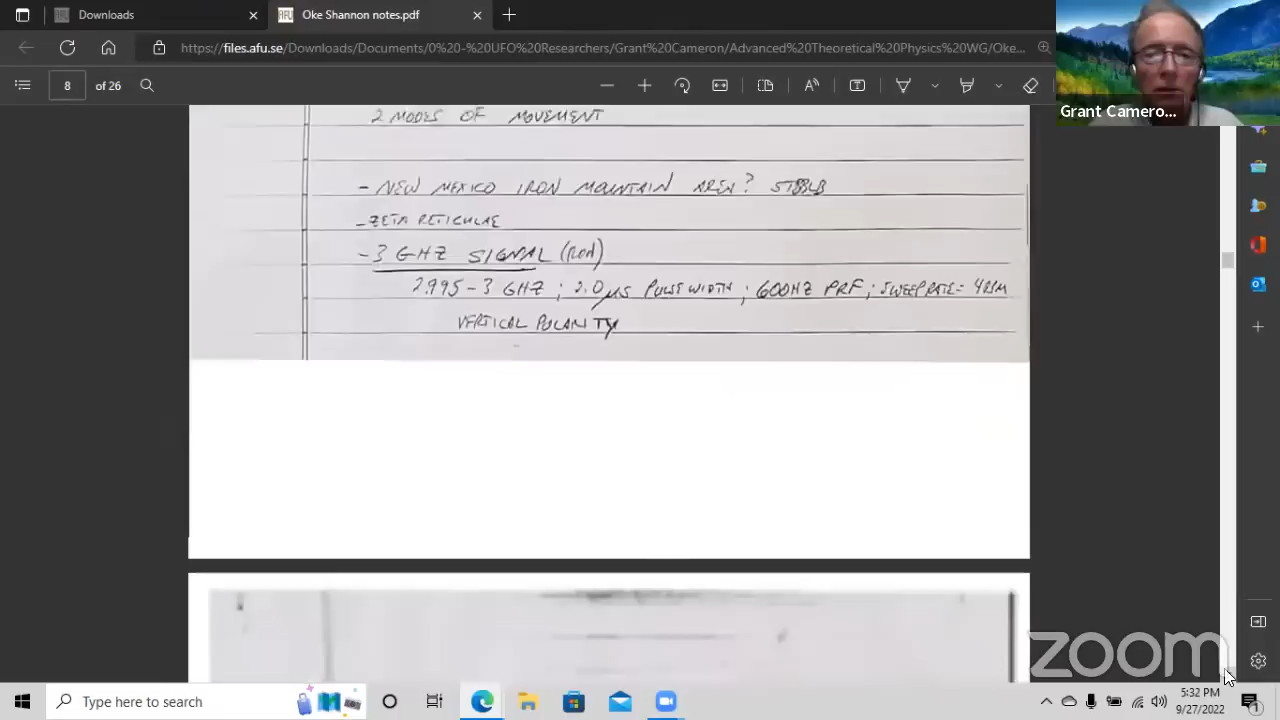 Downloads
Oke Shannon notes.pdf
https://files.afu.se/Downloads/Documents/0%20-%20UFO%20Researchers/Grant%20Cameron/Advanced%20Theoretical%20Physics%20WG/Oke...
8 of 26
Grant Camero...
2 MODES OF MOVEMENT
- NEW MEXICO IRON MOUNTAIN AREA?
- ZETA RETICULAE
- 3 GHZ SIGNAL (RON)
2.995-3 GHZ; 2.0 μs PULSE WIDTH; 600HZ PRF; SWEEP RATE = 4RPM
VERTICAL POLARITY
zoom
Type here to search
5:32 PM
9/27/2022